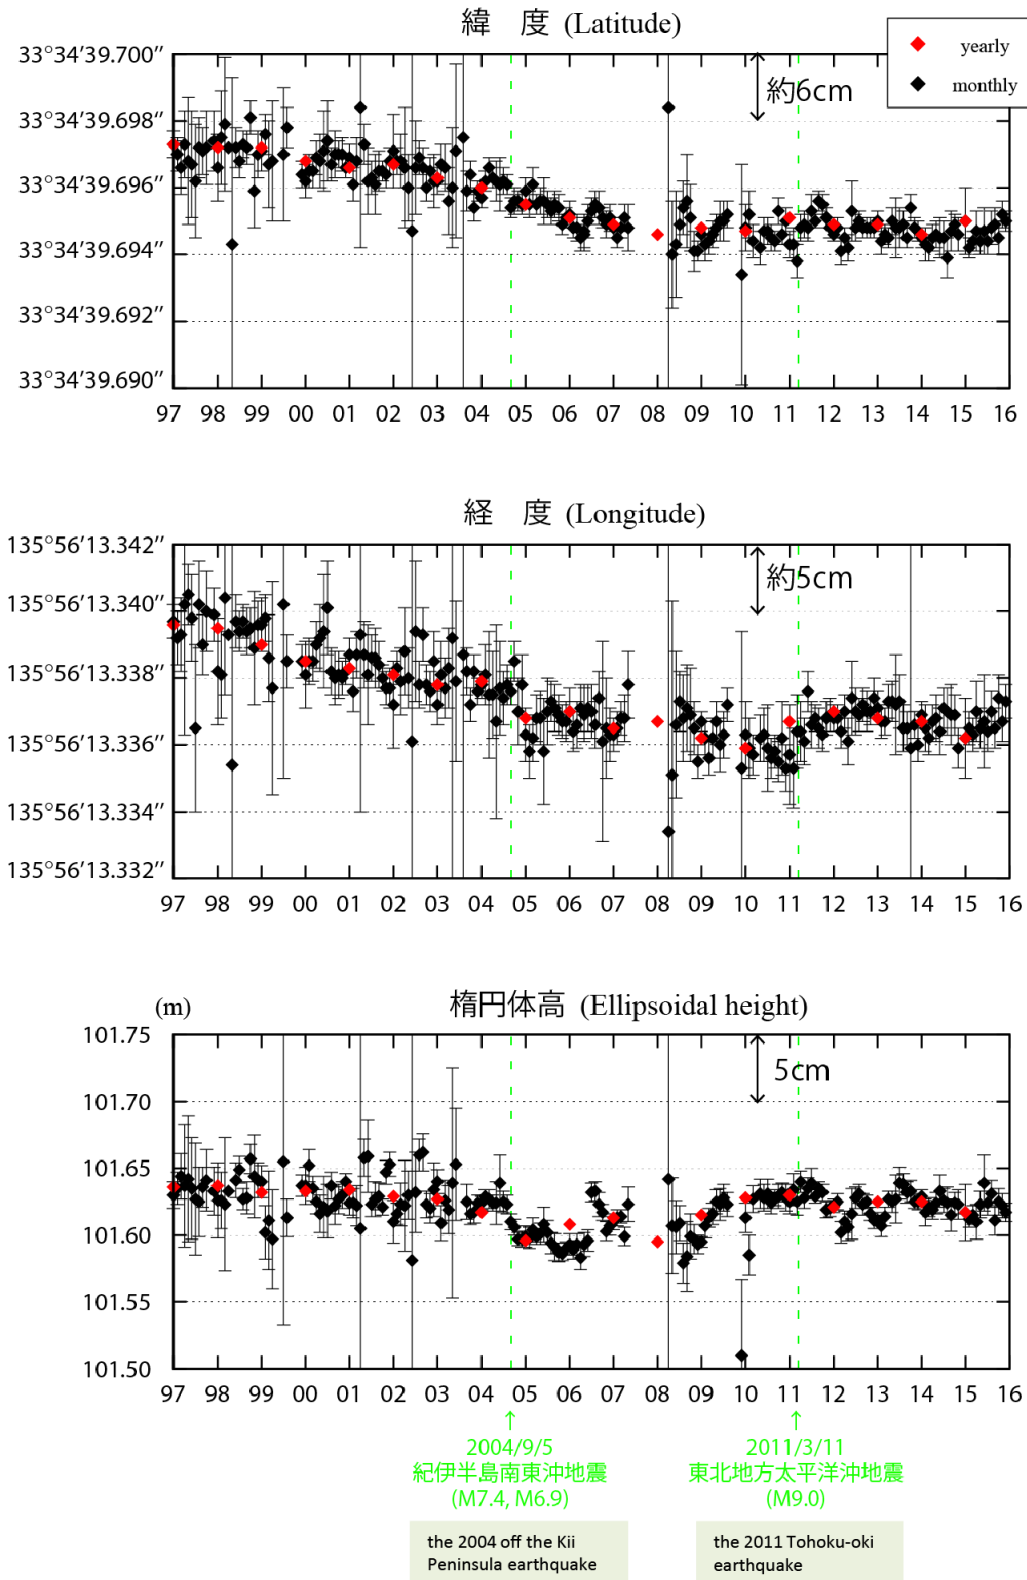 緯 度 (Latitude)
yearly
monthly
33°34′39.700″
33°34′39.698″
33°34′39.696″
33°34′39.694″
33°34′39.692″
33°34′39.690″
約6cm
97 98 99 00 01 02 03 04 05 06 07 08 09 10 11 12 13 14 15 16
経 度 (Longitude)
135°56′13.342″
135°56′13.340″
135°56′13.338″
135°56′13.336″
135°56′13.334″
135°56′13.332″
約5cm
97 98 99 00 01 02 03 04 05 06 07 08 09 10 11 12 13 14 15 16
(m)
楕円体高 (Ellipsoidal height)
101.75
101.70
101.65
101.60
101.55
101.50
5cm
97 98 99 00 01 02 03 04 05 06 07 08 09 10 11 12 13 14 15 16
↑
2004/9/5
紀伊半島南東沖地震
(M7.4, M6.9)
↑
2011/3/11
東北地方太平洋沖地震
(M9.0)
the 2004 off the Kii
Peninsula earthquake
the 2011 Tohoku-oki
earthquake